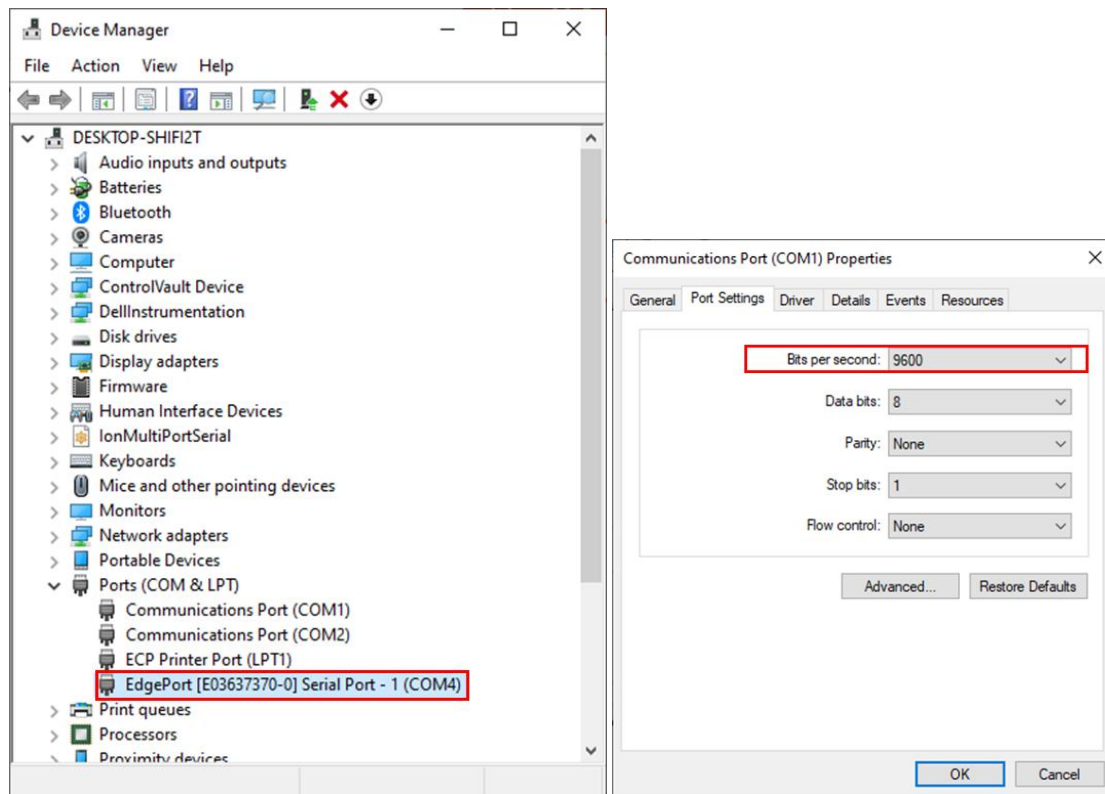 Device Manager
File Action View Help
DESKTOP-SHIFI2T
Audio inputs and outputs
Batteries
Bluetooth
Cameras
Computer
ControlVault Device
DellInstrumentation
Disk drives
Display adapters
Firmware
Human Interface Devices
IonMultiPortSerial
Keyboards
Mice and other pointing devices
Monitors
Network adapters
Portable Devices
Ports (COM & LPT)
Communications Port (COM1)
Communications Port (COM2)
ECP Printer Port (LPT1)
EdgePort [E03637370-0] Serial Port - 1 (COM4)
Print queues
Processors
Proximity devices
Communications Port (COM1) Properties
General Port Settings Driver Details Events Resources
Bits per second: 9600
Data bits: 8
Parity: None
Stop bits: 1
Flow control: None
Advanced... Restore Defaults
OK Cancel